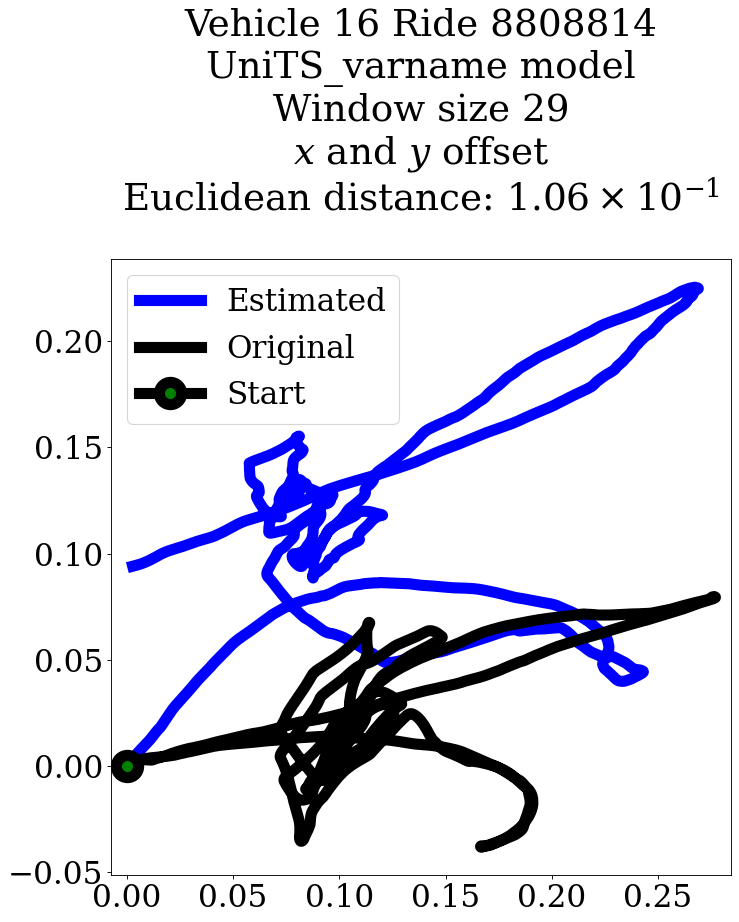 Vehicle 16 Ride 8808814
UniTS_varname model
Window size 29
x and y offset
Euclidean distance: 1.06 × 10⁻¹
Estimated
Original
Start
0.20
0.15
0.10
0.05
0.00
−0.05
0.00 0.05 0.10 0.15 0.20 0.25